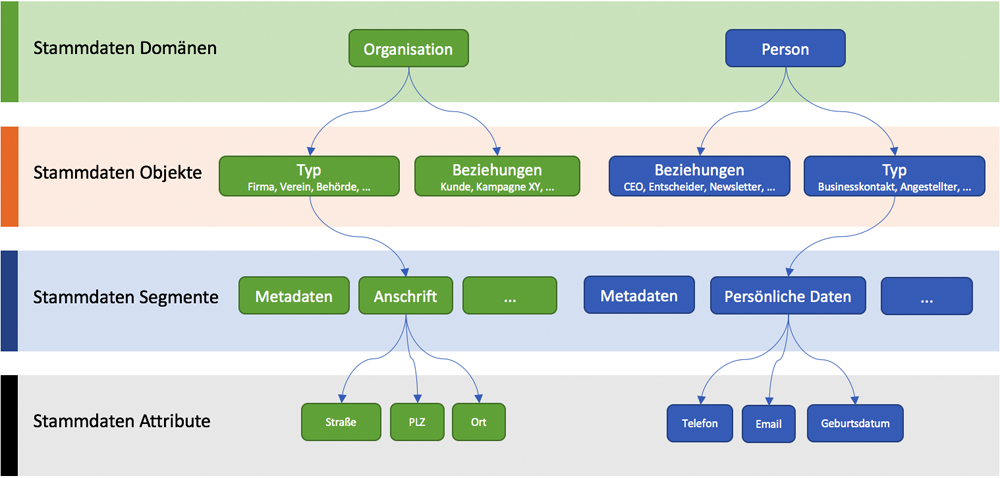 Stammdaten Domänen
Organisation
Person
Stammdaten Objekte
Typ
Firma, Verein, Behörde, ...
Beziehungen
Kunde, Kampagne XY, ...
Beziehungen
CEO, Entscheider, Newsletter, ...
Typ
Businesskontakt, Angestellter, ...
Stammdaten Segmente
Metadaten
Anschrift
...
Metadaten
Persönliche Daten
...
Stammdaten Attribute
Straße
PLZ
Ort
Telefon
Email
Geburtsdatum